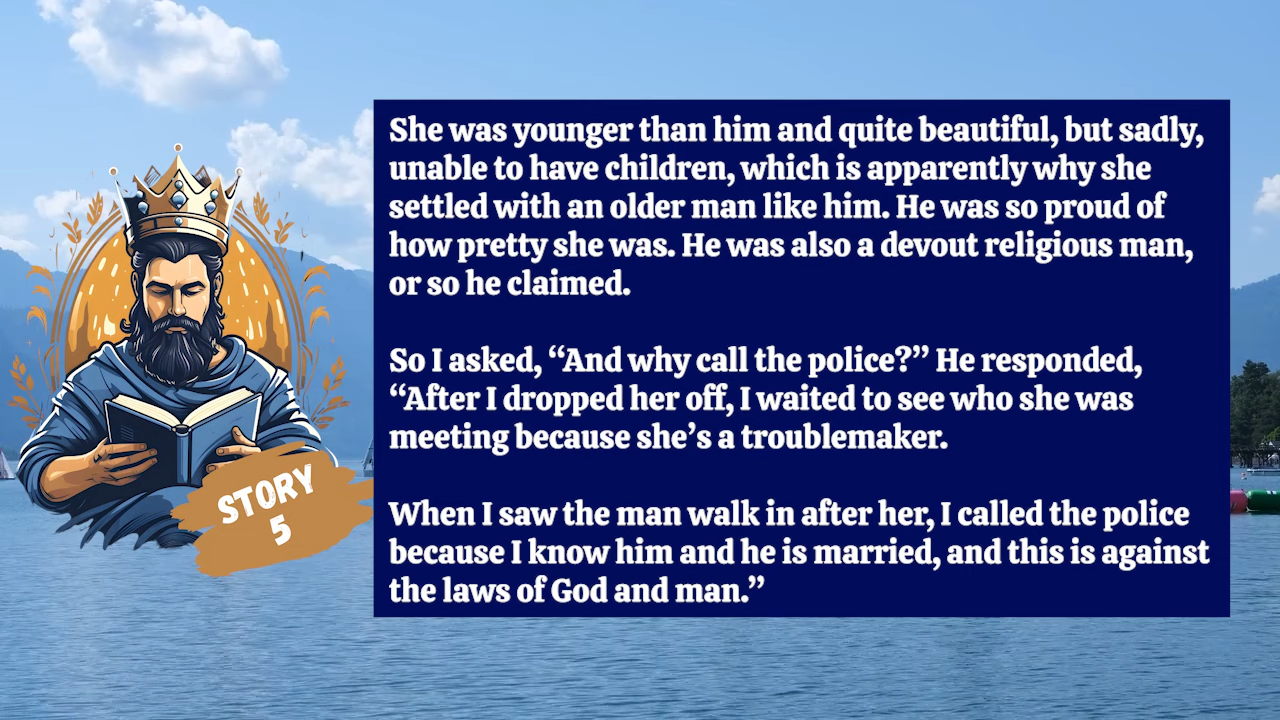 She was younger than him and quite beautiful, but sadly,
unable to have children, which is apparently why she
settled with an older man like him. He was so proud of
how pretty she was. He was also a devout religious man,
or so he claimed.
So I asked, “And why call the police?” He responded,
“After I dropped her off, I waited to see who she was
meeting because she’s a troublemaker.
When I saw the man walk in after her, I called the police
because I know him and he is married, and this is against
the laws of God and man.”
STORY
5